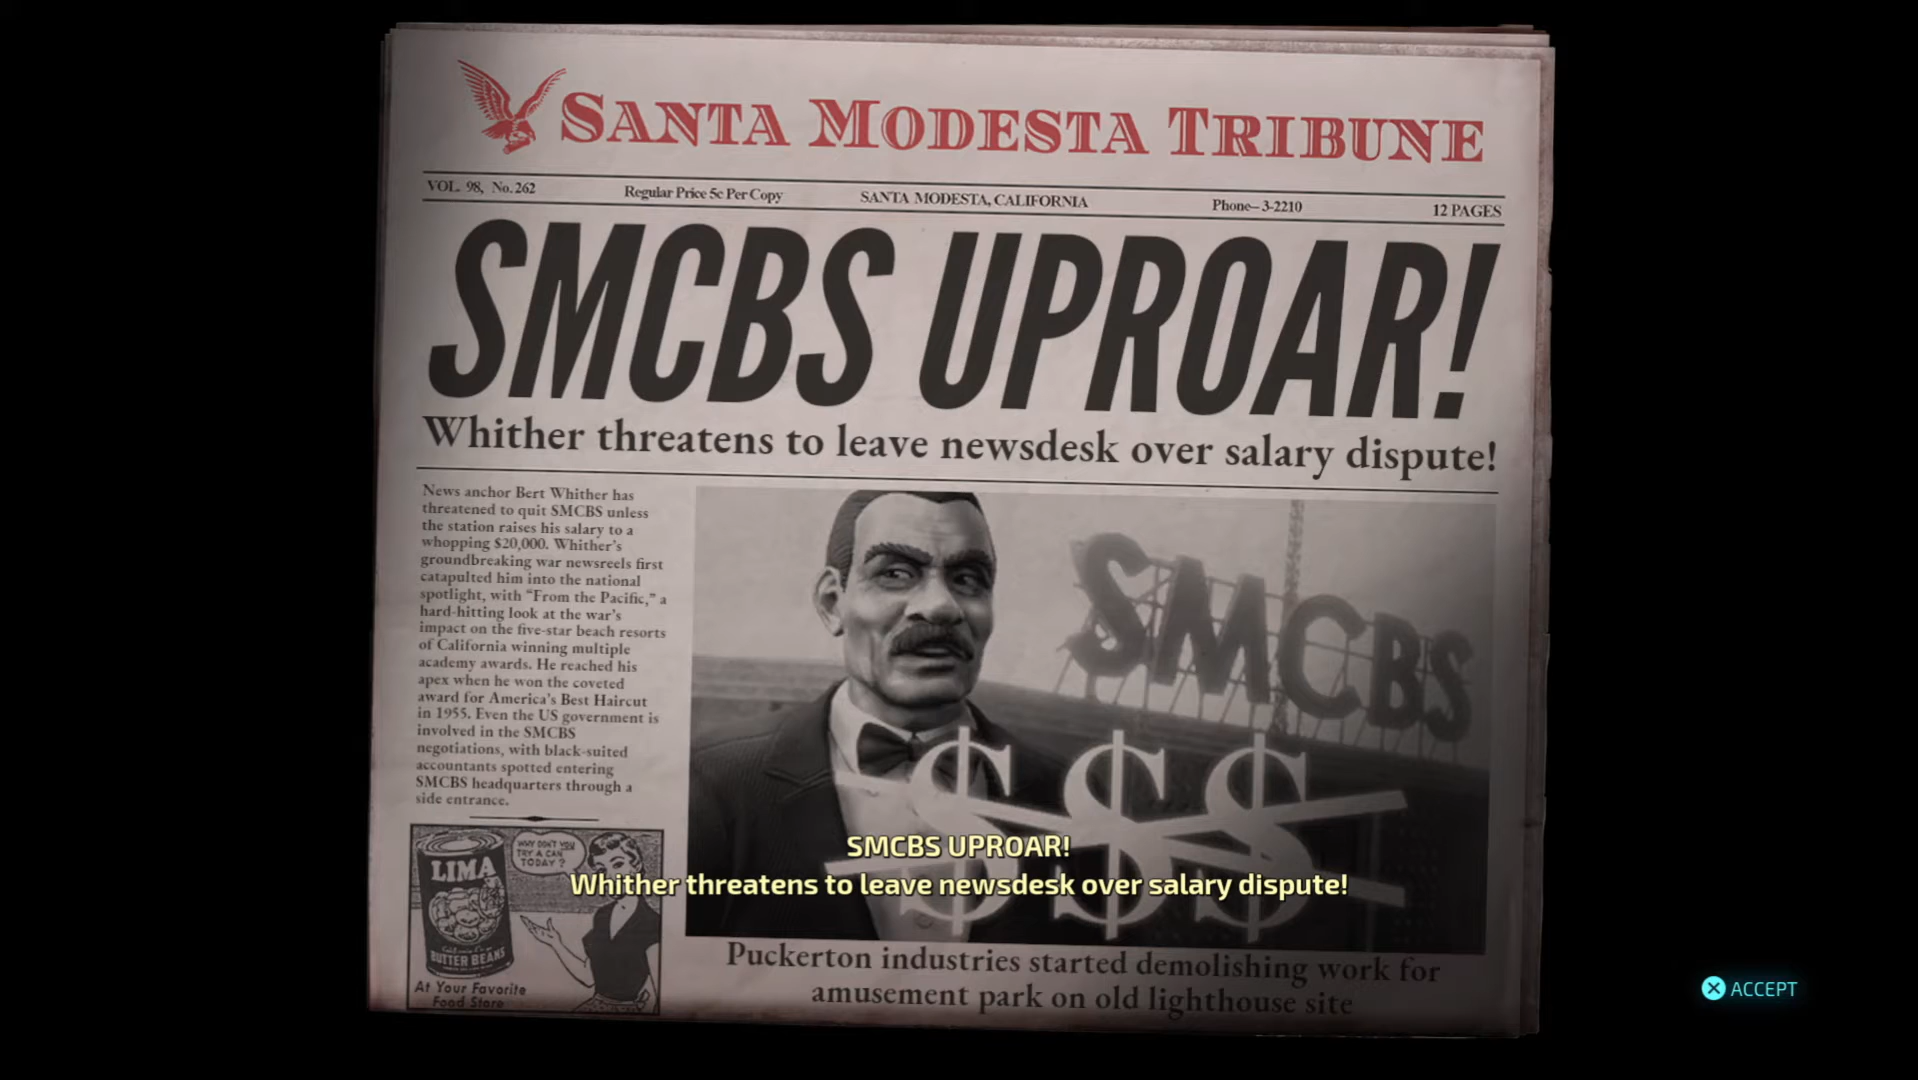 SANTA MODESTA TRIBUNE
VOL. 98, No. 262 Regular Price 5c Per Copy SANTA MODESTA, CALIFORNIA Phone– 3-2210 12 PAGES
SMCBS UPROAR!
Whither threatens to leave newsdesk over salary dispute!
News anchor Bert Whither has
threatened to quit SMCBS unless
the station raises his salary to a
whopping $20,000. Whither's
groundbreaking war newsreels first
catapulted him into the national
spotlight, with "From the Pacific," a
hard-hitting look at the war's
impact on the five-star beach resorts
of California winning multiple
academy awards. He reached his
apex when he won the coveted
award for America's Best Haircut
in 1955. Even the US government is
involved in the SMCBS
negotiations, with black-suited
accountants spotted entering
SMCBS headquarters through a
side entrance.
SMCBS
$$$
WHY DON'T YOU
TRY A CAN
TODAY?
LIMA
BUTTER BEANS
At Your Favorite
Food Store
SMCBS UPROAR!
Whither threatens to leave newsdesk over salary dispute!
Puckerton industries started demolishing work for
amusement park on old lighthouse site
ACCEPT